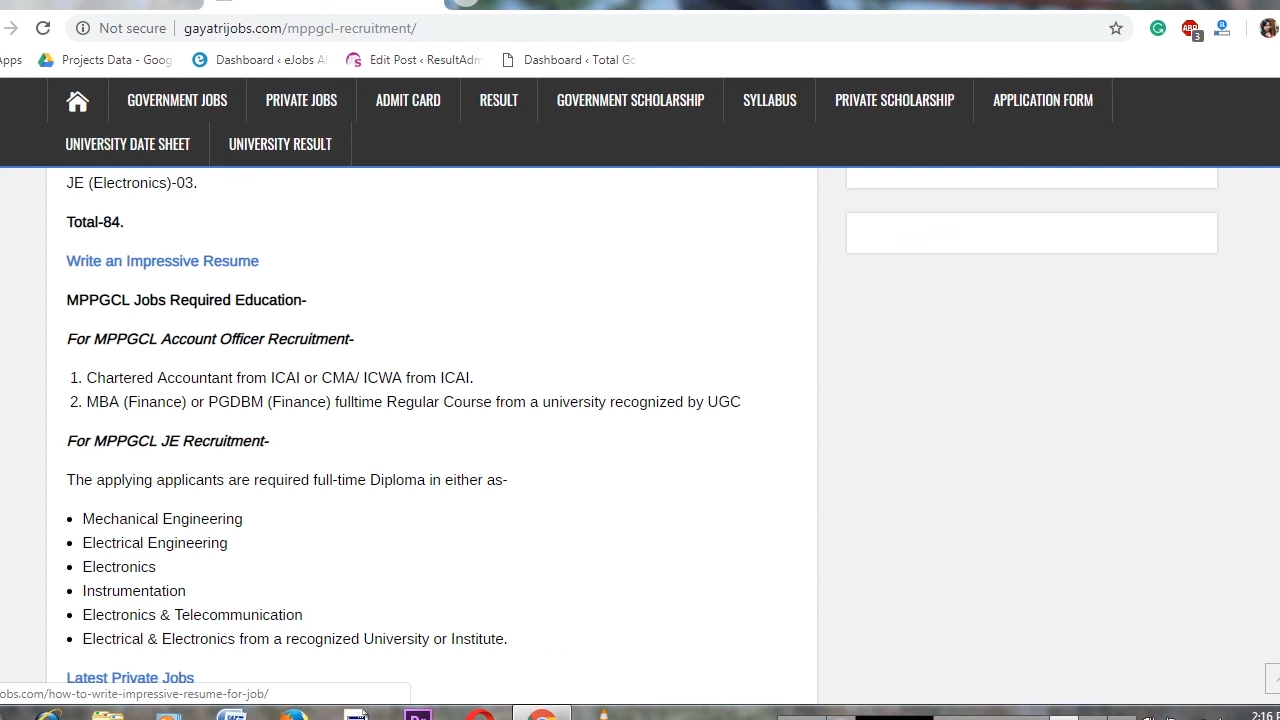 Not secure gayatrijobs.com/mppgcl-recruitment/
ABP
3
Apps Projects Data - Goog Dashboard ‹ eJobs Al Edit Post ‹ ResultAdm Dashboard ‹ Total Go
GOVERNMENT JOBS PRIVATE JOBS ADMIT CARD RESULT GOVERNMENT SCHOLARSHIP SYLLABUS PRIVATE SCHOLARSHIP APPLICATION FORM
UNIVERSITY DATE SHEET UNIVERSITY RESULT
JE (Electronics)-03.
Total-84.
Write an Impressive Resume
MPPGCL Jobs Required Education-
For MPPGCL Account Officer Recruitment-
1. Chartered Accountant from ICAI or CMA/ ICWA from ICAI.
2. MBA (Finance) or PGDBM (Finance) fulltime Regular Course from a university recognized by UGC
For MPPGCL JE Recruitment-
The applying applicants are required full-time Diploma in either as-
• Mechanical Engineering
• Electrical Engineering
• Electronics
• Instrumentation
• Electronics & Telecommunication
• Electrical & Electronics from a recognized University or Institute.
Latest Private Jobs
obs.com/how-to-write-impressive-resume-for-job/
2:16